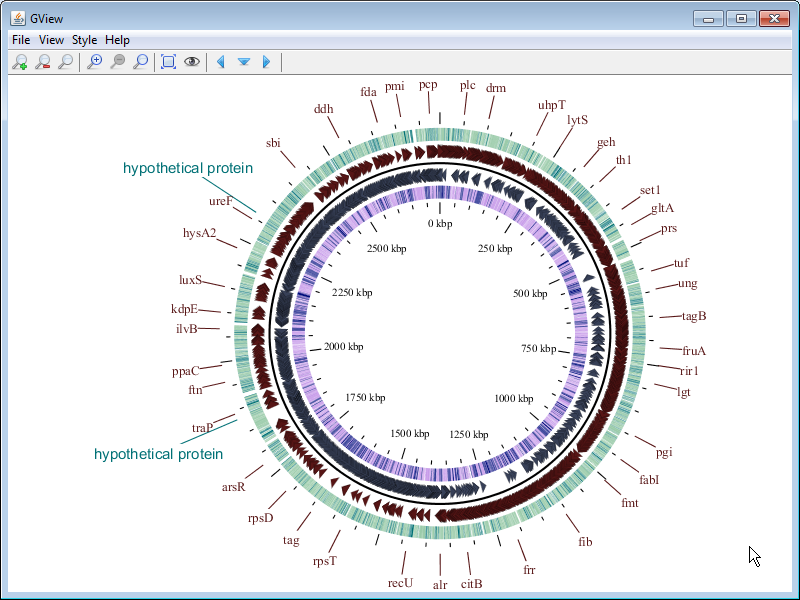 GView
File View Style Help
pmi
pcp
plc
drm
fda
ddh
uhpT
lytS
sbi
geh
th1
hypothetical protein
set1
ureF
gltA
prs
hysA2
0 kbp
2500 kbp
250 kbp
tuf
luxS
ung
2250 kbp
500 kbp
kdpE
tagB
ilvB
2000 kbp
750 kbp
fruA
ppaC
rir1
ftn
lgt
1750 kbp
1000 kbp
traP
1500 kbp
1250 kbp
hypothetical protein
pgi
arsR
fabI
fmt
rpsD
tag
fib
rpsT
frr
recU
alr
citB